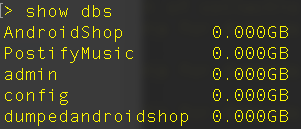 [> show dbs
AndroidShop 0.000GB
PostifyMusic 0.000GB
admin 0.000GB
config 0.000GB
dumpedandroidshop 0.000GB